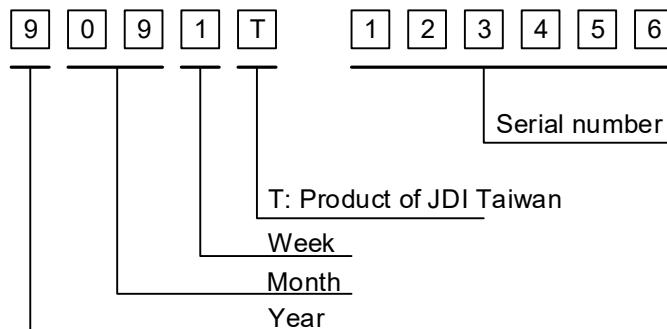 9 0 9 1 T 1 2 3 4 5 6
Serial number
T: Product of JDI Taiwan
Week
Month
Year